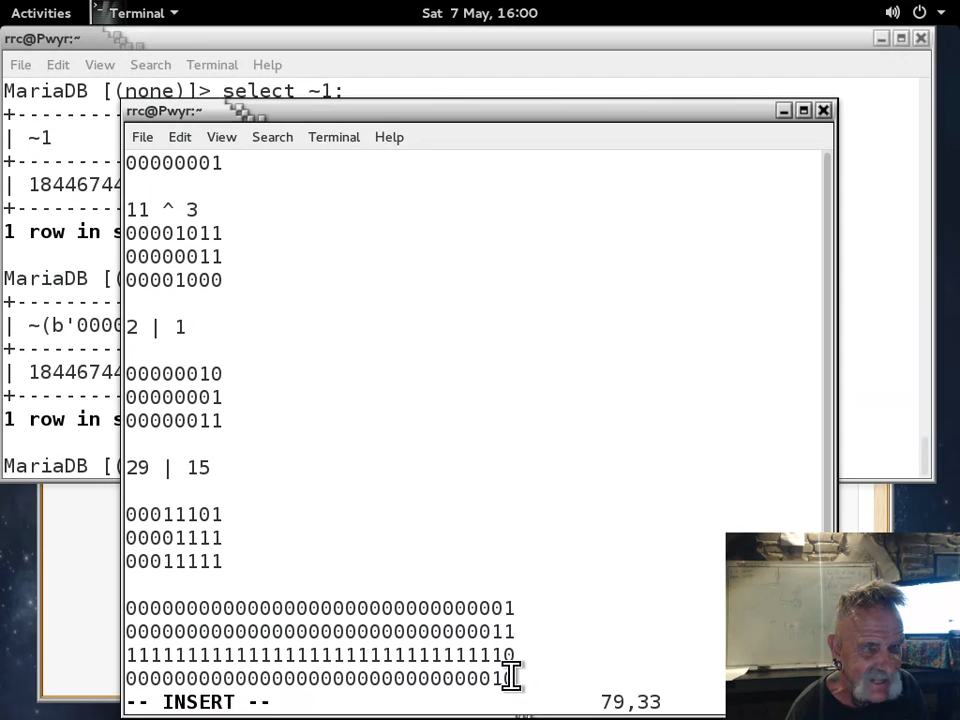 Activities
Terminal
Sat 7 May, 16:00
rrc@Pwyr:~
File Edit View Search Terminal Help
MariaDB [(none)]> select ~1;
+--------
| ~1
+--------
| 18446744
+--------
1 row in s
MariaDB [(
+--------
| ~(b'0000
+--------
| 18446744
+--------
1 row in s
MariaDB [(
rrc@Pwyr:~
File Edit View Search Terminal Help
00000001
11 ^ 3
00001011
00000011
00001000
2 | 1
00000010
00000001
00000011
29 | 15
00011101
00001111
00011111
00000000000000000000000000000001
00000000000000000000000000000011
11111111111111111111111111111110
00000000000000000000000000000010
-- INSERT --
79,33